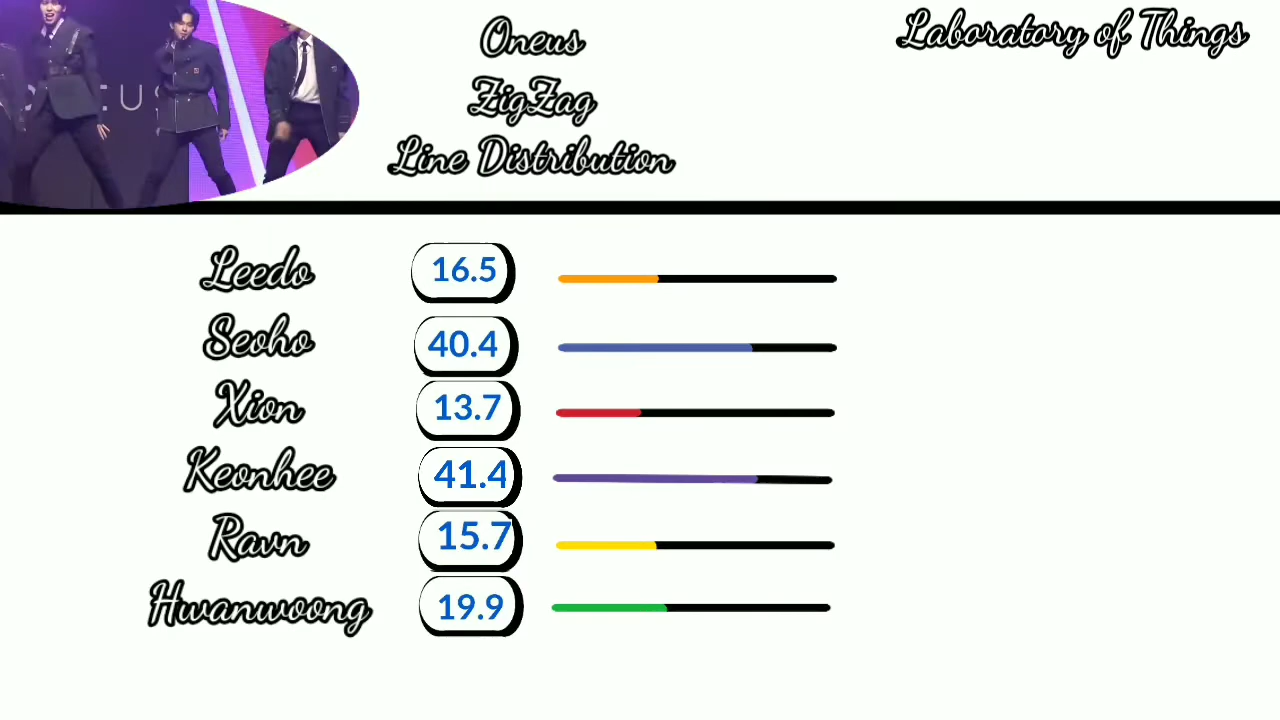 Oneus
ZigZag
Line Distribution
Laboratory of Things
Leedo 16.5
Seoho 40.4
Xion 13.7
Keonhee 41.4
Ravn 15.7
Hwanwoong 19.9